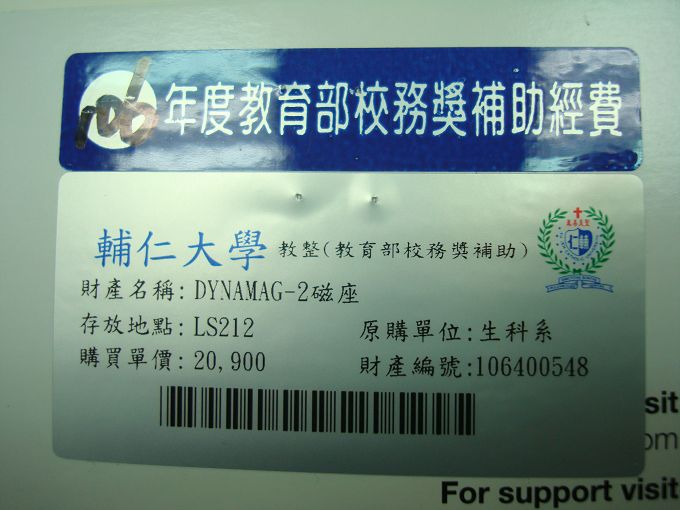 106年度教育部校務獎補助經費
輔仁大學 教整(教育部校務獎補助)
財產名稱: DYNAMAG-2磁座
存放地點: LS212 原購單位:生科系
購買單價: 20,900 財產編號:106400548
sit
om
For support visit